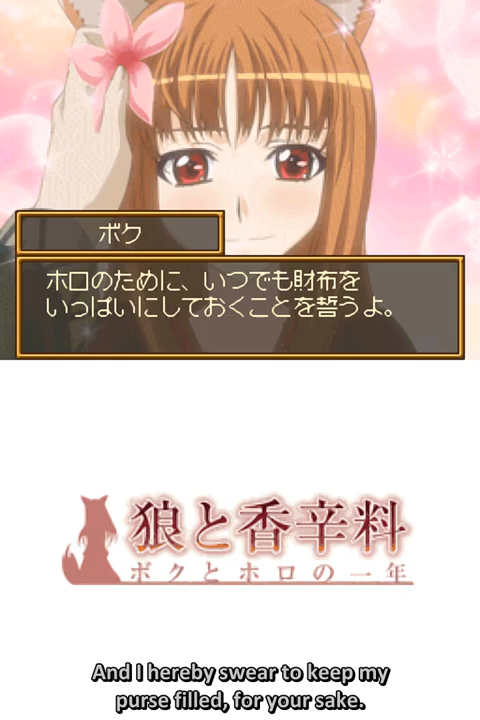 ボク
ホロのために、いつでも財布を
いっぱいにしておくことを誓うよ。
狼と香辛料
ボクとホロの一年
And I hereby swear to keep my
purse filled, for your sake.